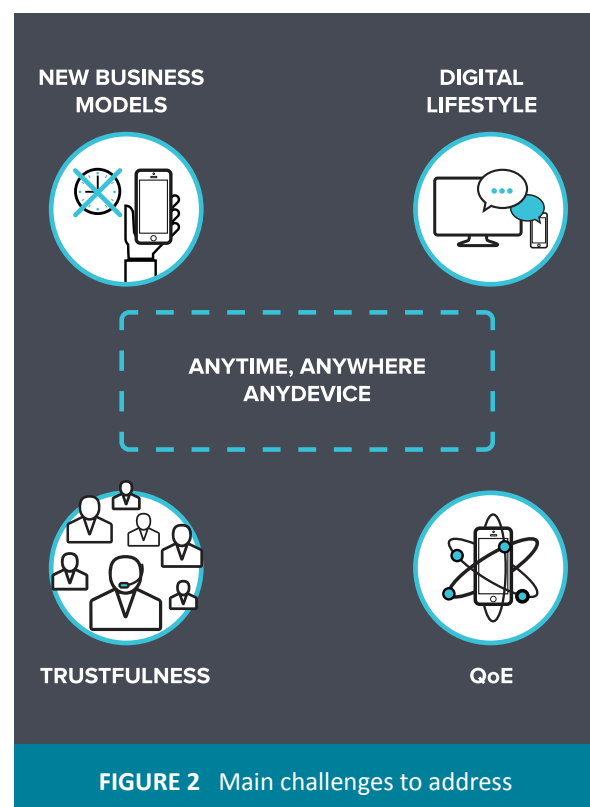 NEW BUSINESS
MODELS
DIGITAL
LIFESTYLE
ANYTIME, ANYWHERE
ANYDEVICE
TRUSTFULNESS
QoE
FIGURE 2 Main challenges to address